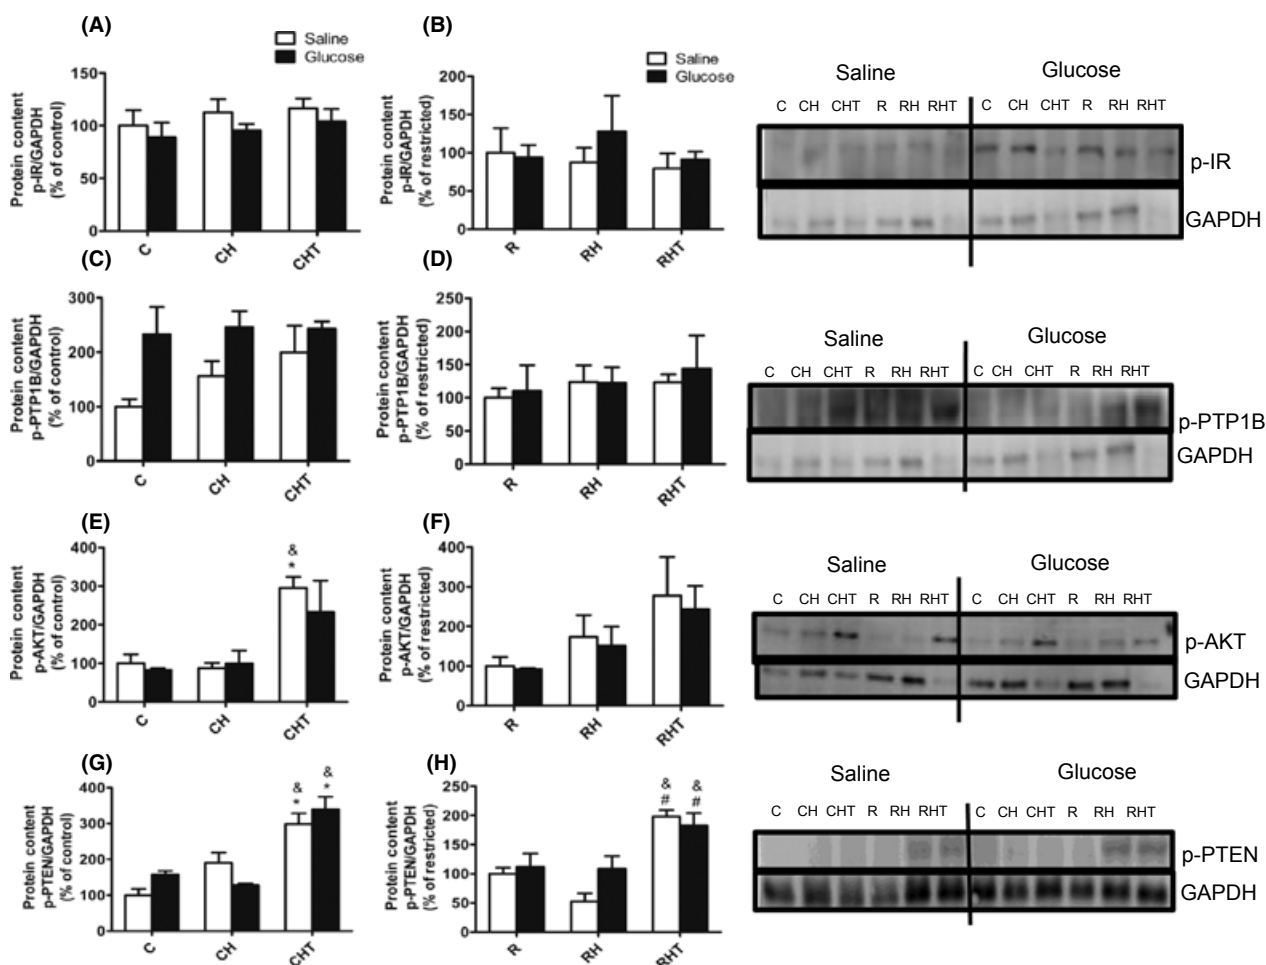 (A)
Saline
Glucose
Protein content
p-IR/GAPDH
(% of control)
150
100
50
0
C
CH
CHT
(B)
Saline
Glucose
Protein content
p-IR/GAPDH
(% of restricted)
200
150
100
50
0
R
RH
RHT
Saline
Glucose
C CH CHT R RH RHT C CH CHT R RH RHT
p-IR
GAPDH
(C)
Protein content
p-PTP1B/GAPDH
(% of control)
300
200
100
0
C
CH
CHT
(D)
Protein content
p-PTP1B/GAPDH
(% of restricted)
250
200
150
100
50
0
R
RH
RHT
Saline
Glucose
C CH CHT R RH RHT C CH CHT R RH RHT
p-PTP1B
GAPDH
(E)
Protein content
p-AKT/GAPDH
(% of control)
400
300
200
100
0
&
*
C
CH
CHT
(F)
Protein content
p-AKT/GAPDH
(% of restricted)
400
300
200
100
0
R
RH
RHT
Saline
Glucose
C CH CHT R RH RHT C CH CHT R RH RHT
p-AKT
GAPDH
(G)
Protein content
p-PTEN/GAPDH
(% of control)
400
300
200
100
0
&
*
&
*
C
CH
CHT
(H)
Protein content
p-PTEN/GAPDH
(% of restricted)
250
200
150
100
50
0
&
#
&
#
R
RH
RHT
Saline
Glucose
C CH CHT R RH RHT C CH CHT R RH RHT
p-PTEN
GAPDH